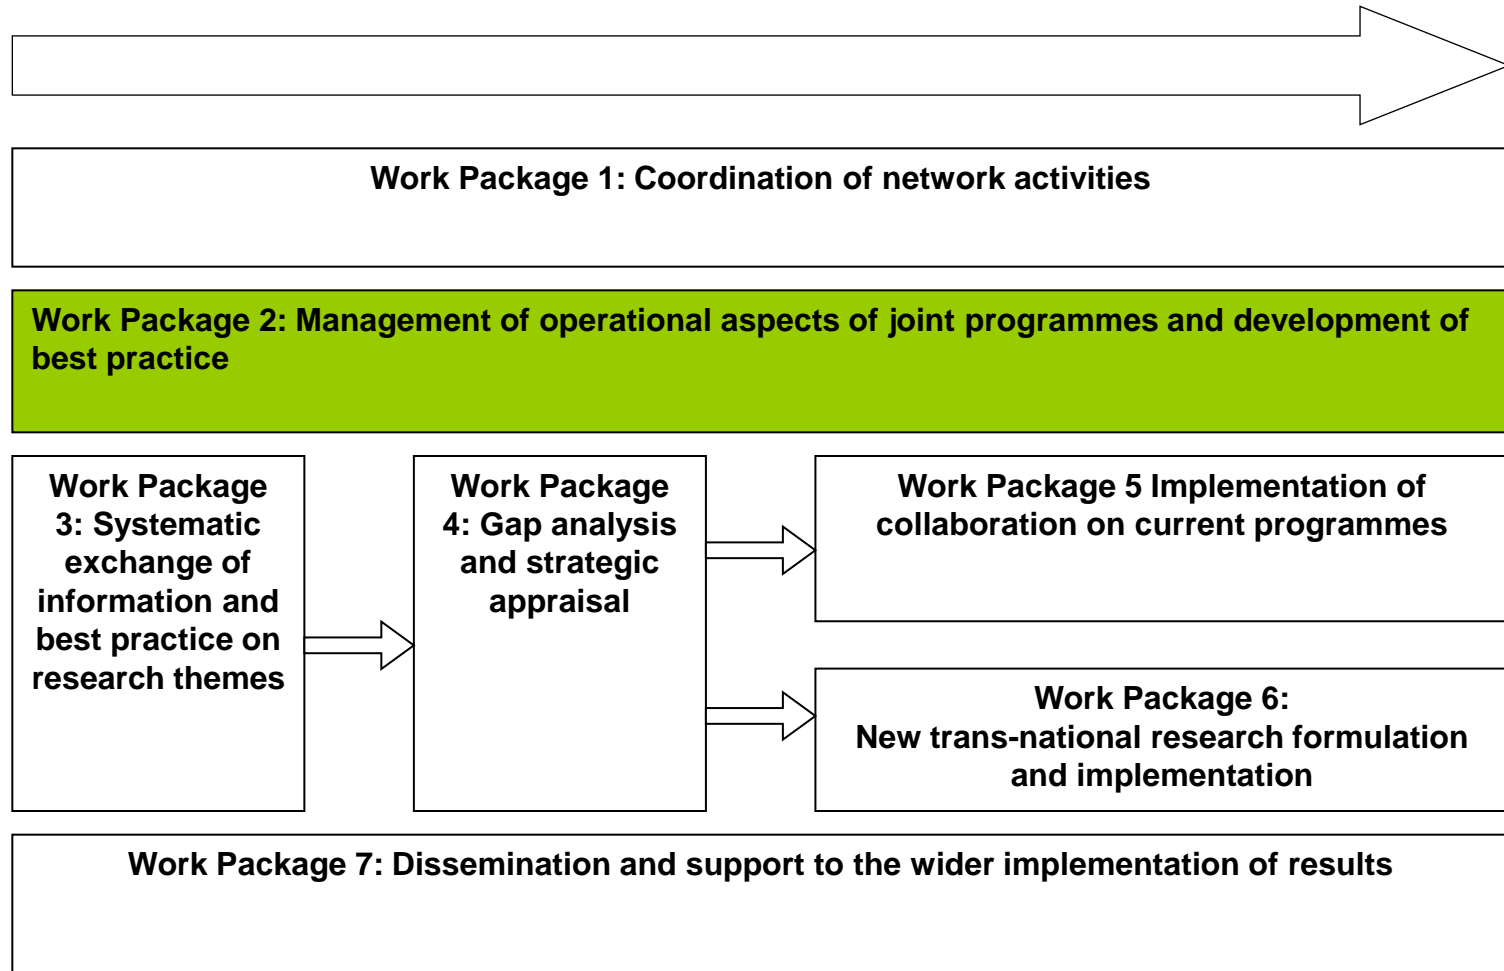 Work Package 1: Coordination of network activities
Work Package 2: Management of operational aspects of joint programmes and development of
best practice
Work Package
3: Systematic
exchange of
information and
best practice on
research themes
Work Package
4: Gap analysis
and strategic
appraisal
Work Package 5 Implementation of
collaboration on current programmes
Work Package 6:
New trans-national research formulation
and implementation
Work Package 7: Dissemination and support to the wider implementation of results